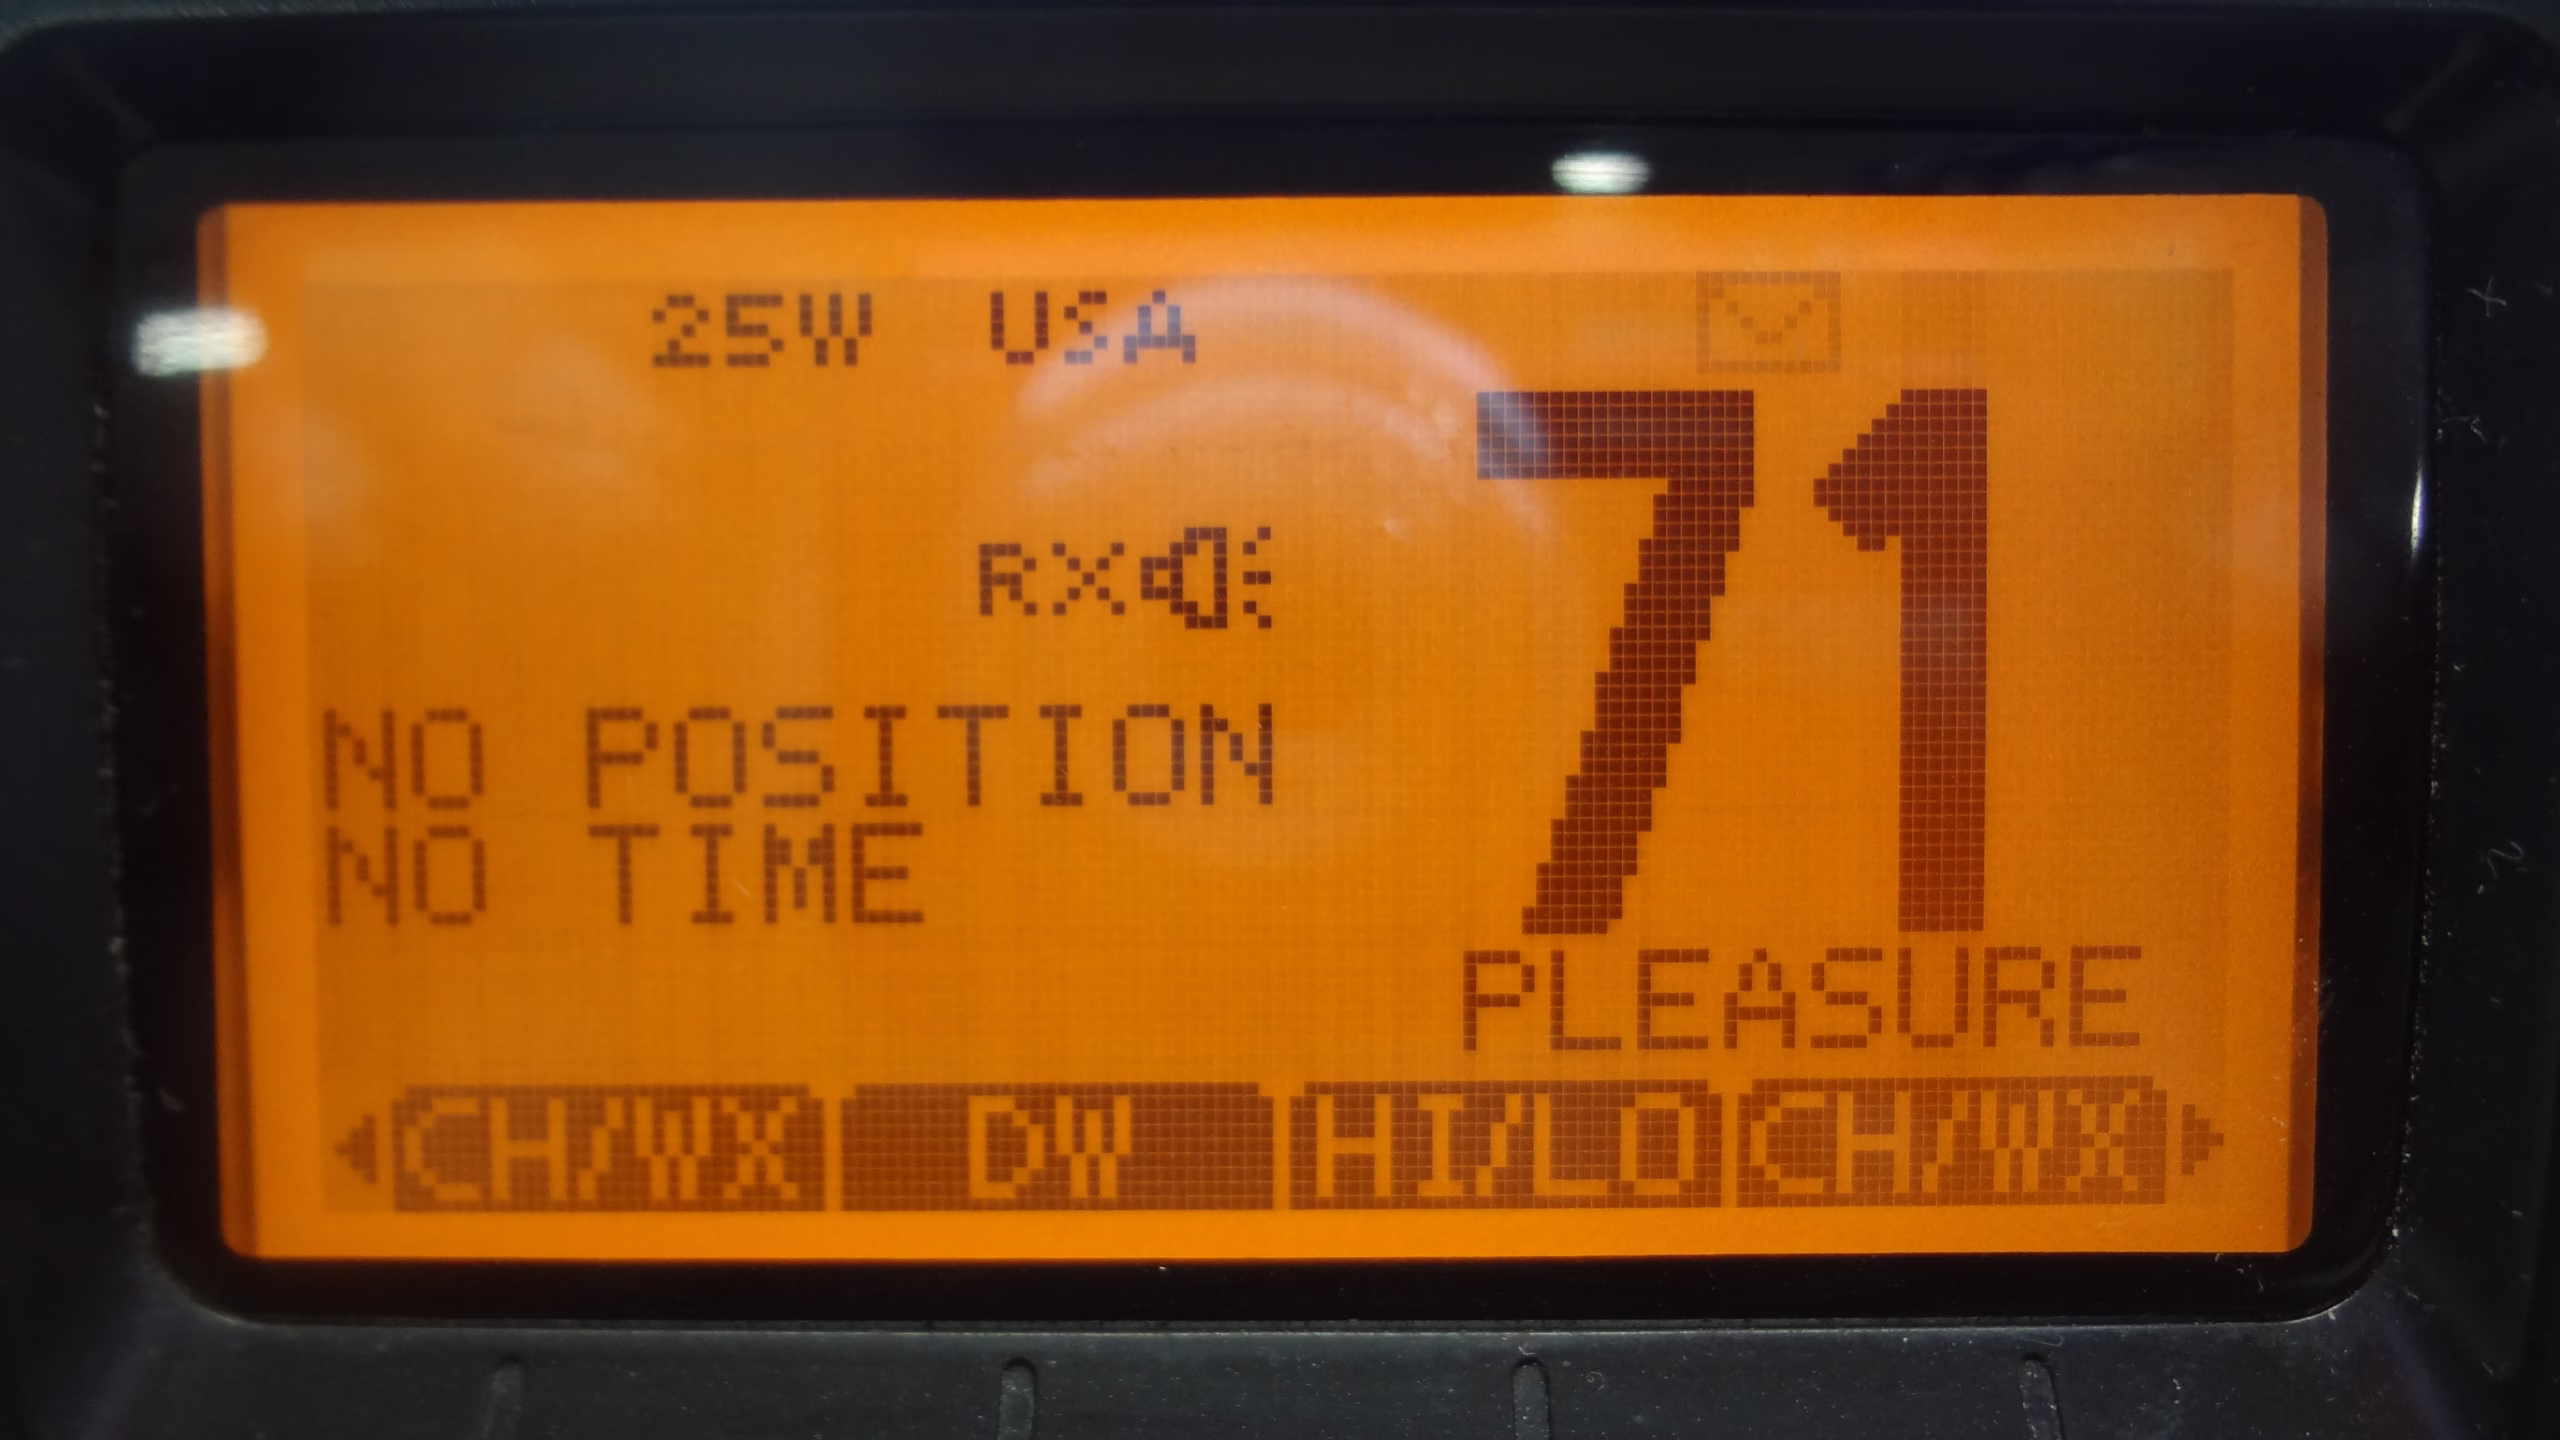 25W USA
71
RX
NO POSITION
NO TIME
PLEASURE
CH/WX DW HI/LO CH/WX